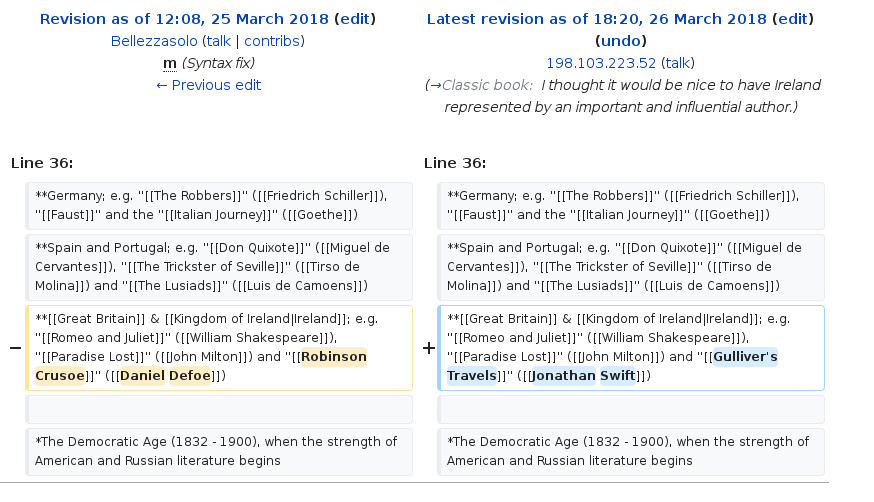 Revision as of 12:08, 25 March 2018 (edit)
Bellezzasolo (talk | contribs)
m (Syntax fix)
← Previous edit
Latest revision as of 18:20, 26 March 2018 (edit)
(undo)
198.103.223.52 (talk)
(→Classic book: I thought it would be nice to have Ireland
represented by an important and influential author.)
Line 36:
Line 36:
**Germany; e.g. ''[[The Robbers]]'' ([[Friedrich Schiller]]),
''[[Faust]]'' and the ''[[Italian Journey]]'' ([[Goethe]])
**Germany; e.g. ''[[The Robbers]]'' ([[Friedrich Schiller]]),
''[[Faust]]'' and the ''[[Italian Journey]]'' ([[Goethe]])
**Spain and Portugal; e.g. ''[[Don Quixote]]'' ([[Miguel de
Cervantes]]), ''[[The Trickster of Seville]]'' ([[Tirso de
Molina]]) and ''[[The Lusiads]]'' ([[Luis de Camoens]])
**Spain and Portugal; e.g. ''[[Don Quixote]]'' ([[Miguel de
Cervantes]]), ''[[The Trickster of Seville]]'' ([[Tirso de
Molina]]) and ''[[The Lusiads]]'' ([[Luis de Camoens]])
−
**[[Great Britain]] & [[Kingdom of Ireland|Ireland]]; e.g.
''[[Romeo and Juliet]]'' ([[William Shakespeare]]),
''[[Paradise Lost]]'' ([[John Milton]]) and ''[[Robinson
Crusoe]]'' ([[Daniel Defoe]])
+
**[[Great Britain]] & [[Kingdom of Ireland|Ireland]]; e.g.
''[[Romeo and Juliet]]'' ([[William Shakespeare]]),
''[[Paradise Lost]]'' ([[John Milton]]) and ''[[Gulliver's
Travels]]'' ([[Jonathan Swift]])
*The Democratic Age (1832 - 1900), when the strength of
American and Russian literature begins
*The Democratic Age (1832 - 1900), when the strength of
American and Russian literature begins